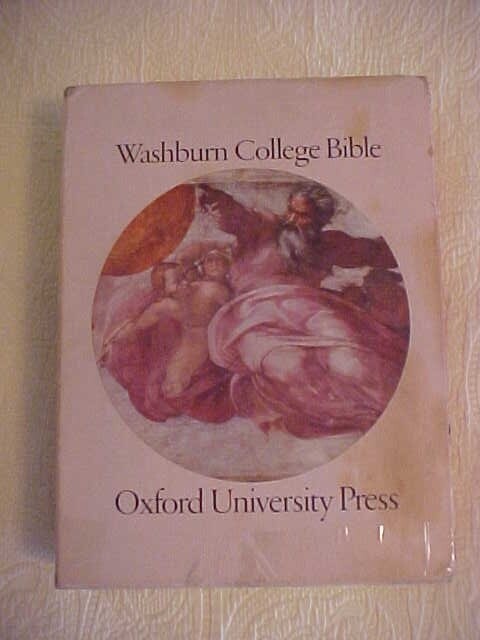 Washburn College Bible
Oxford University Press